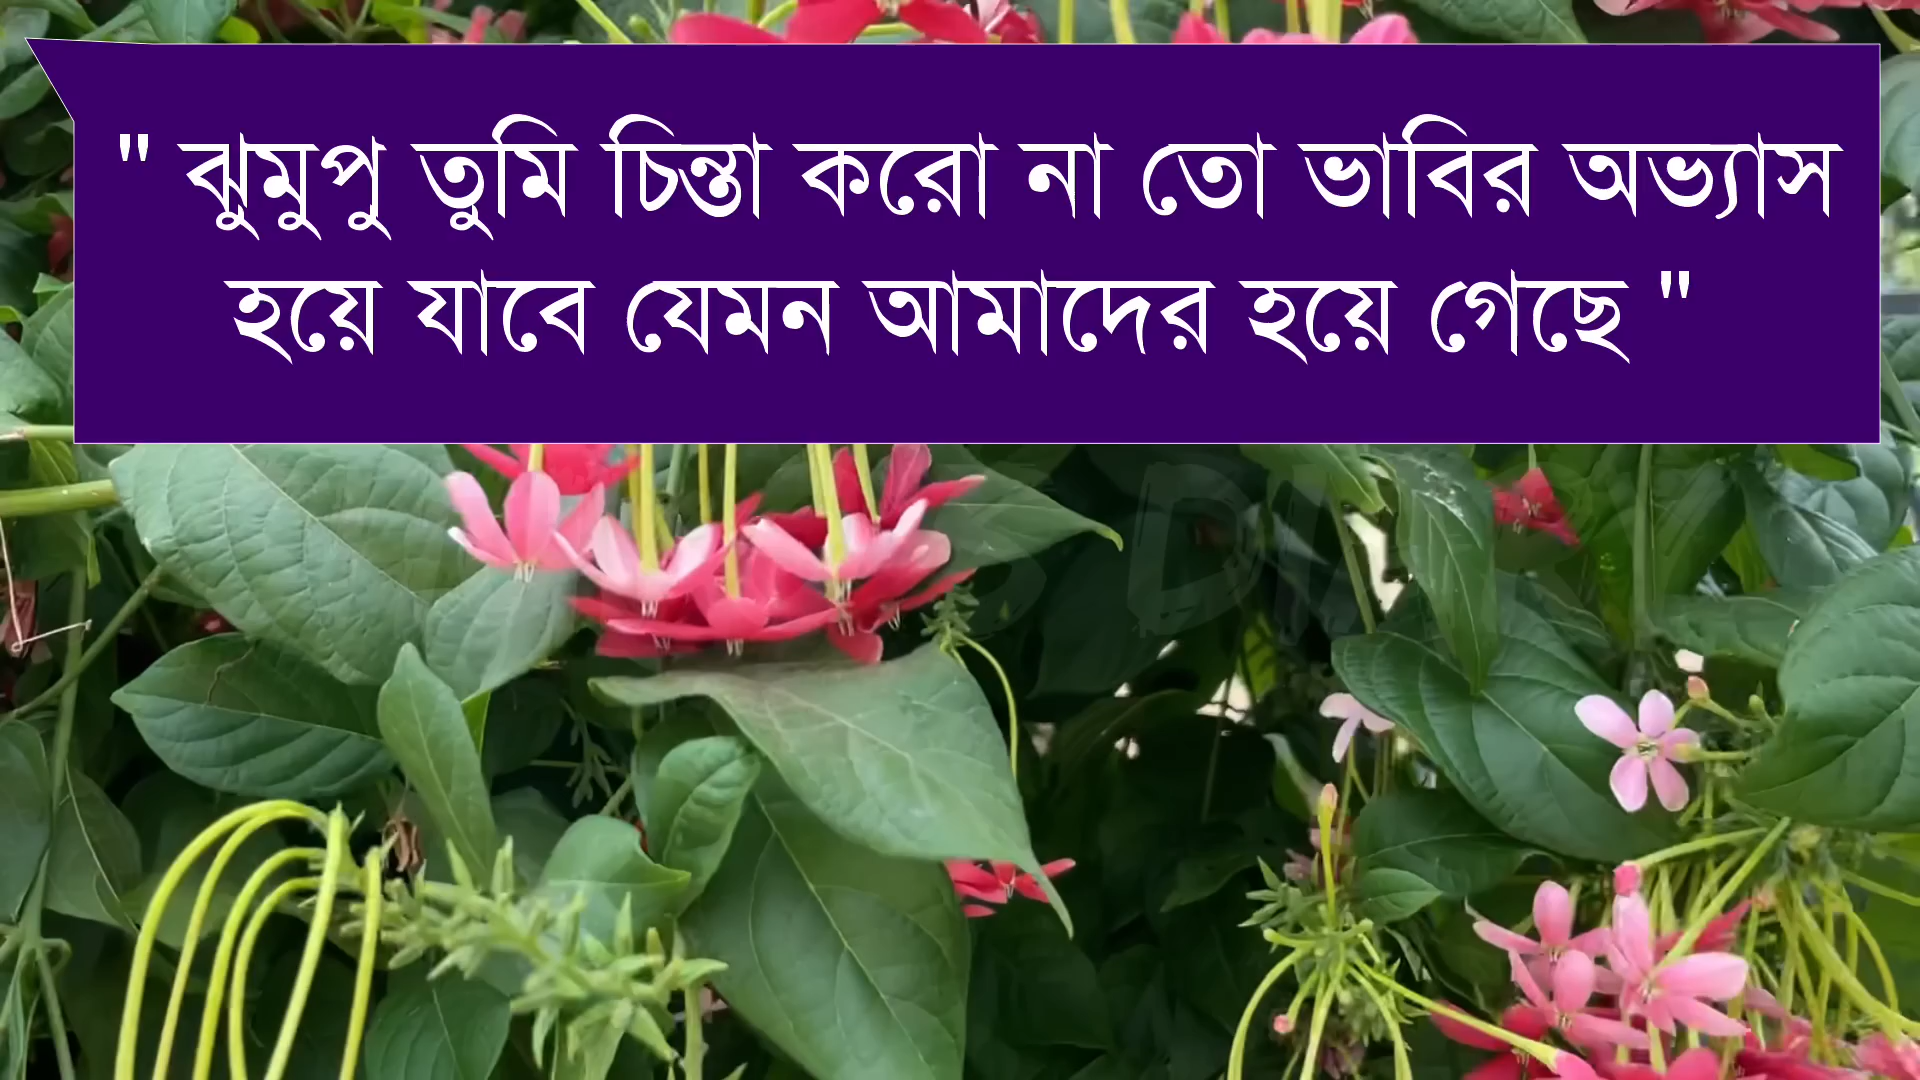 " ঝুমুপু তুমি চিন্তা করো না তো ভাবির অভ্যাস
হয়ে যাবে যেমন আমাদের হয়ে গেছে "